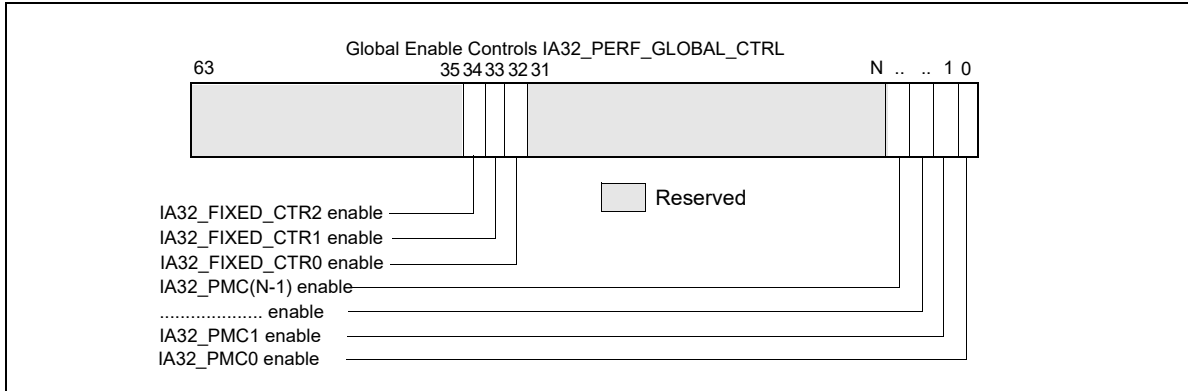 Global Enable Controls IA32_PERF_GLOBAL_CTRL
63 35 34 33 32 31 N .. .. 1 0
Reserved
IA32_FIXED_CTR2 enable
IA32_FIXED_CTR1 enable
IA32_FIXED_CTR0 enable
IA32_PMC(N-1) enable
.................... enable
IA32_PMC1 enable
IA32_PMC0 enable